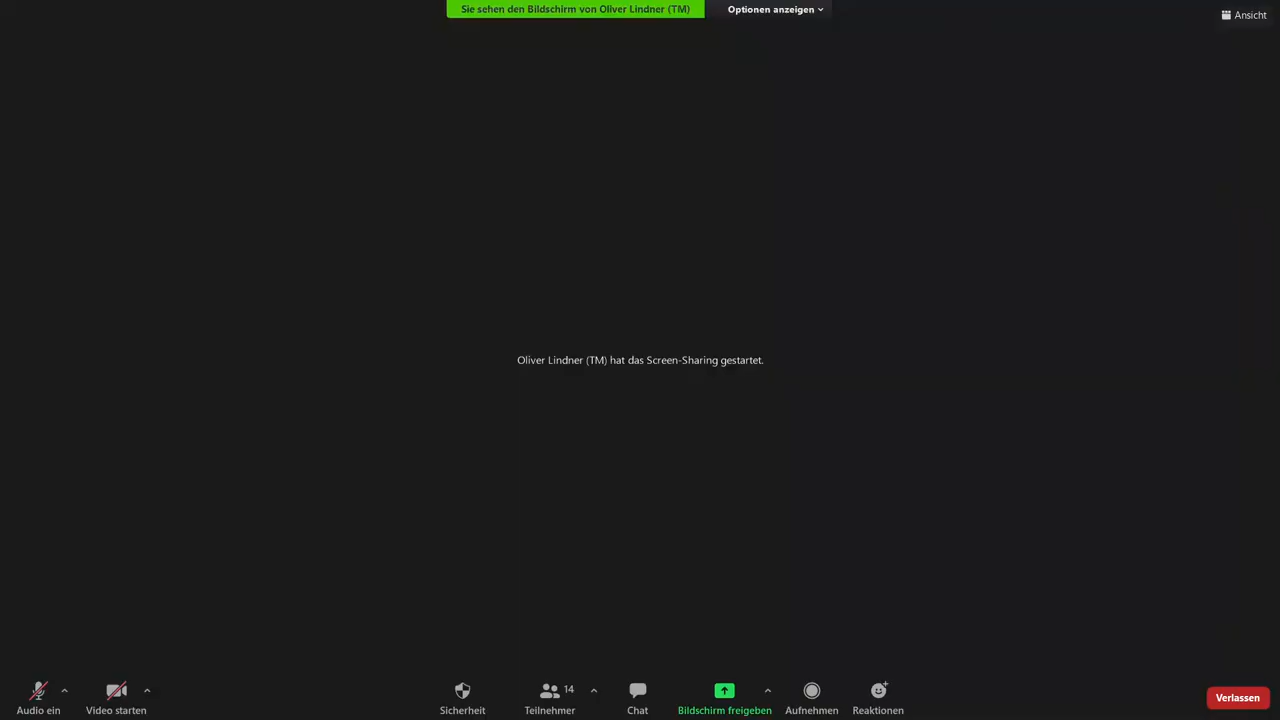 Sie sehen den Bildschirm von Oliver Lindner (TM)
Optionen anzeigen
Ansicht
Oliver Lindner (TM) hat das Screen-Sharing gestartet.
14
Audio ein
Video starten
Sicherheit
Teilnehmer
Chat
Bildschirm freigeben
Aufnehmen
Reaktionen
Verlassen